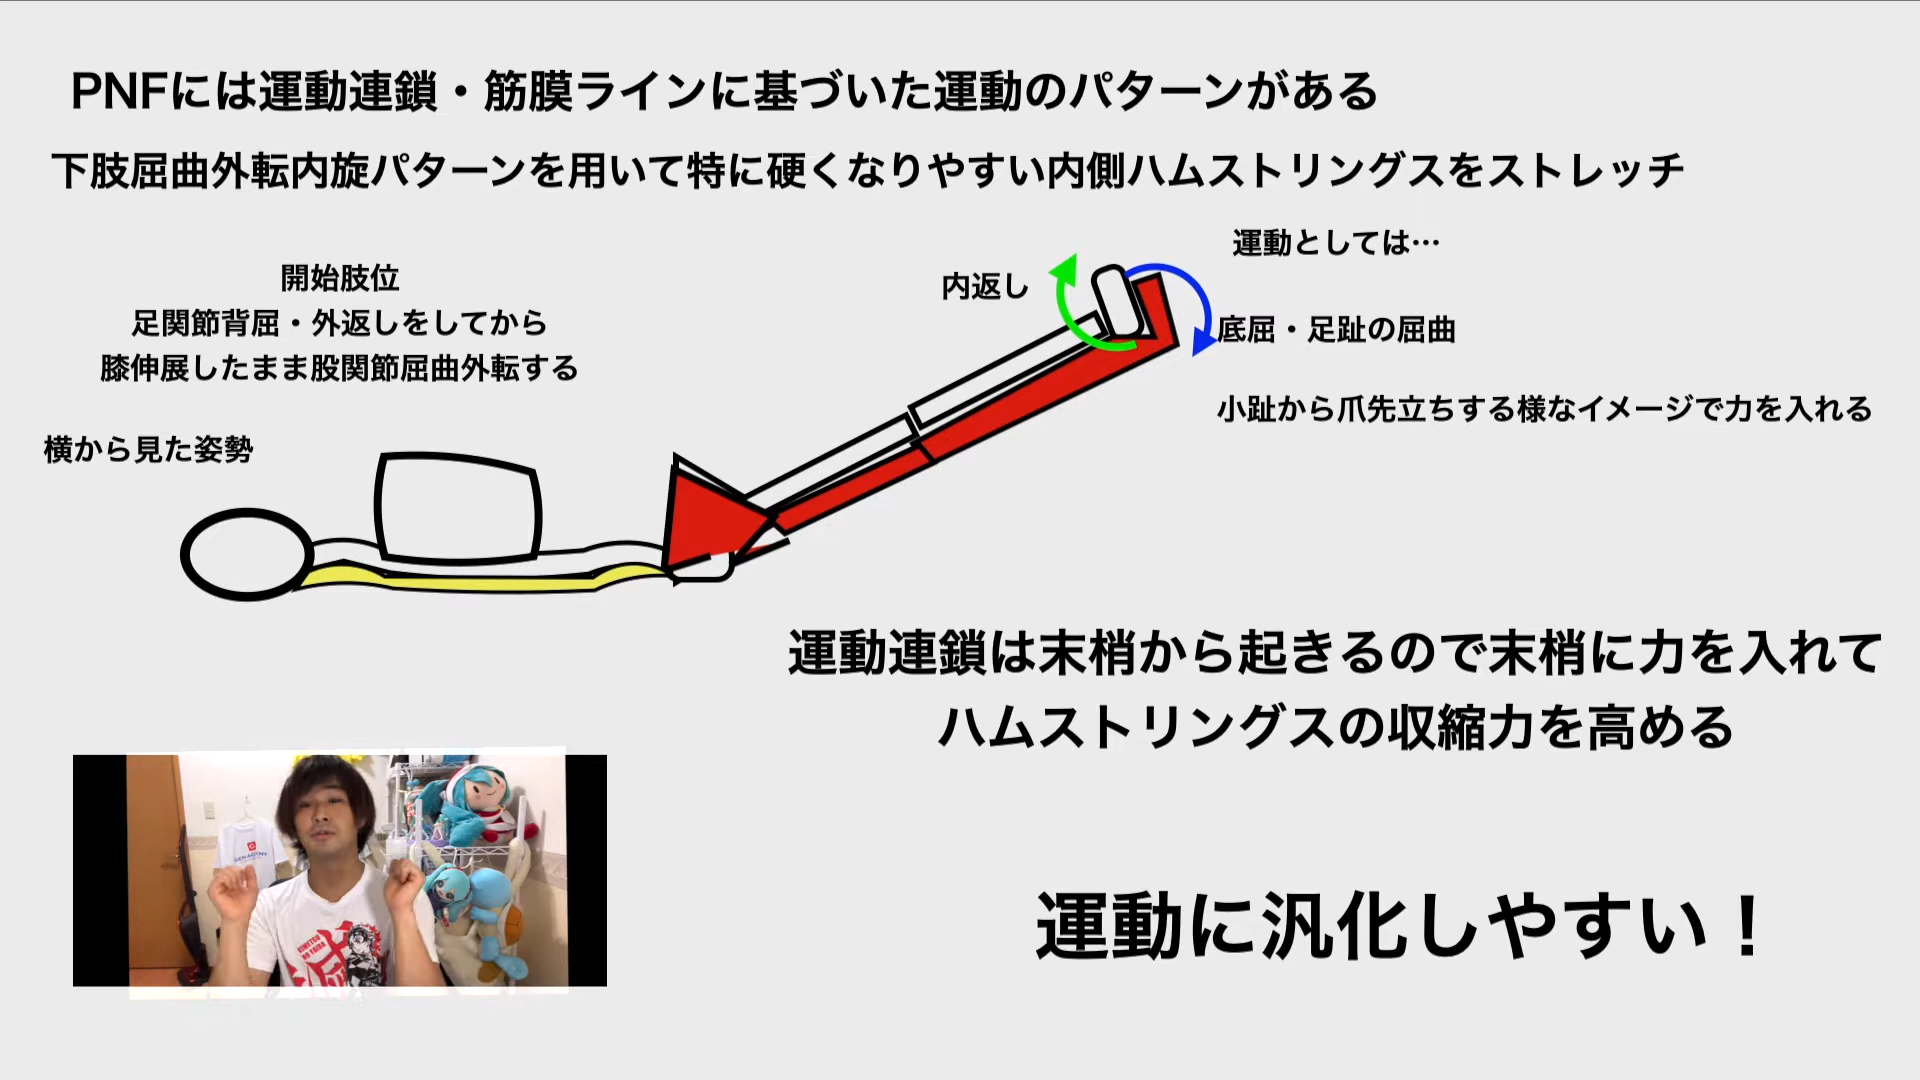 PNFには運動連鎖・筋膜ラインに基づいた運動のパターンがある
下肢屈曲外転内旋パターンを用いて特に硬くなりやすい内側ハムストリングスをストレッチ
運動としては…
開始肢位
足関節背屈・外返しをしてから
膝伸展したまま股関節屈曲外転する
内返し
底屈・足趾の屈曲
小趾から爪先立ちする様なイメージで力を入れる
横から見た姿勢
運動連鎖は末梢から起きるので末梢に力を入れて
ハムストリングスの収縮力を高める
運動に汎化しやすい！